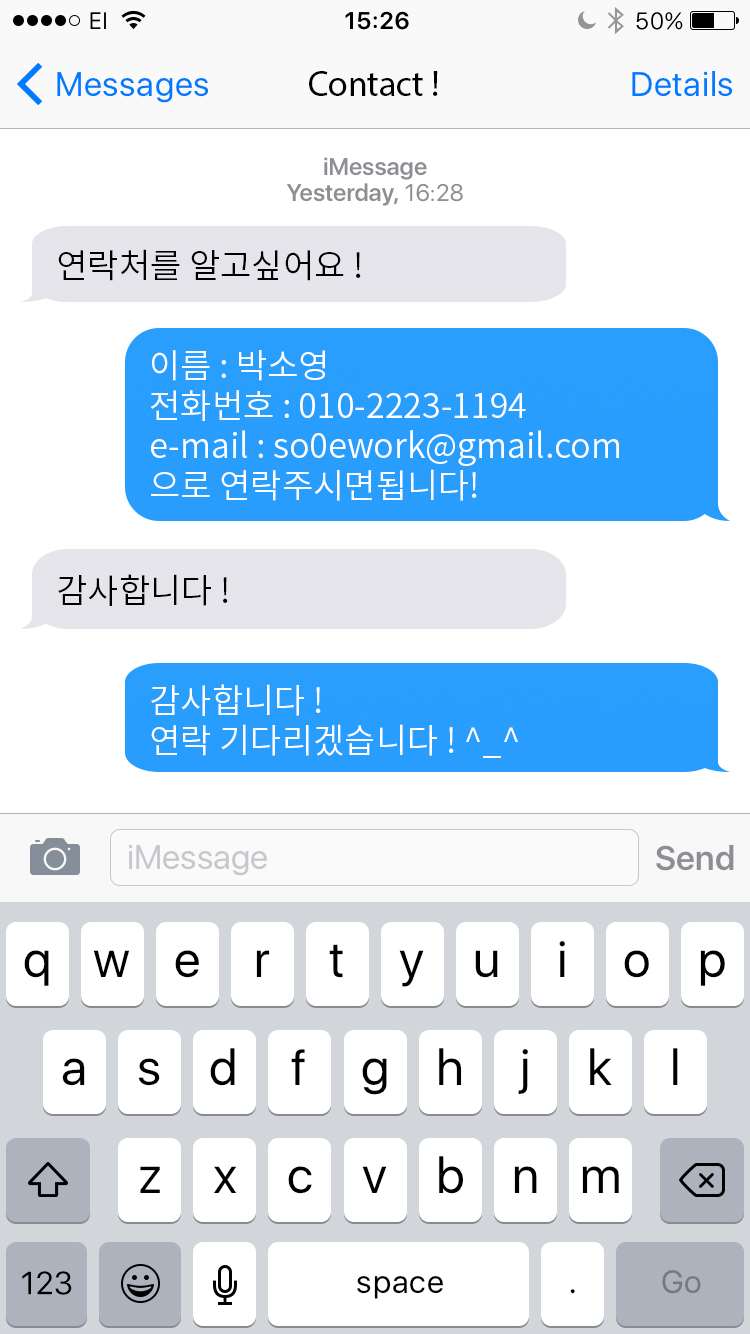 EI 15:26 50%
Messages Contact ! Details
iMessage
Yesterday, 16:28
연락처를 알고싶어요 !
이름 : 박소영
전화번호 : 010-2223-1194
e-mail : so0ework@gmail.com
으로 연락주시면됩니다!
감사합니다 !
감사합니다 !
연락 기다리겠습니다 ! ^_^
iMessage Send
q w e r t y u i o p
a s d f g h j k l
z x c v b n m
123 space . Go